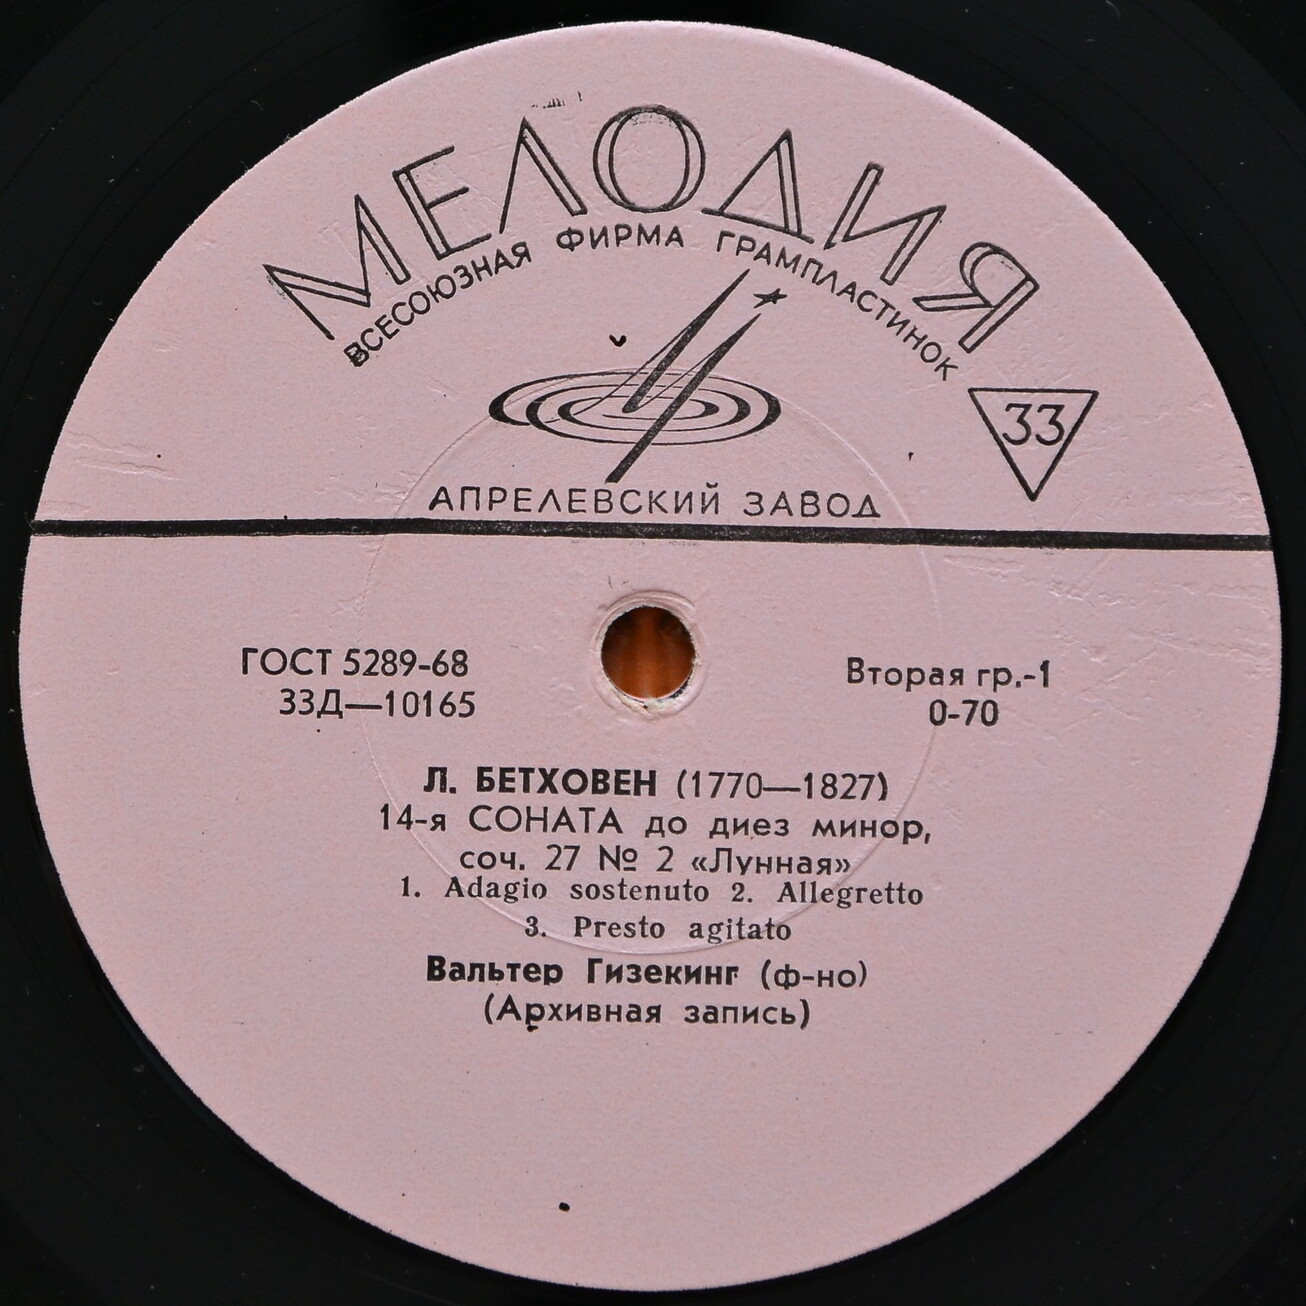 МЕЛОДИЯ
ВСЕСОЮЗНАЯ ФИРМА ГРАМПЛАСТИНОК
33
АПРЕЛЕВСКИЙ ЗАВОД
ГОСТ 5289-68
33Д—10165
Вторая гр.-1
0-70
Л. БЕТХОВЕН (1770—1827)
14-я СОНАТА до диез минор,
соч. 27 № 2 «Лунная»
1. Adagio sostenuto 2. Allegretto
3. Presto agitato
Вальтер Гизекинг (ф-но)
(Архивная запись)